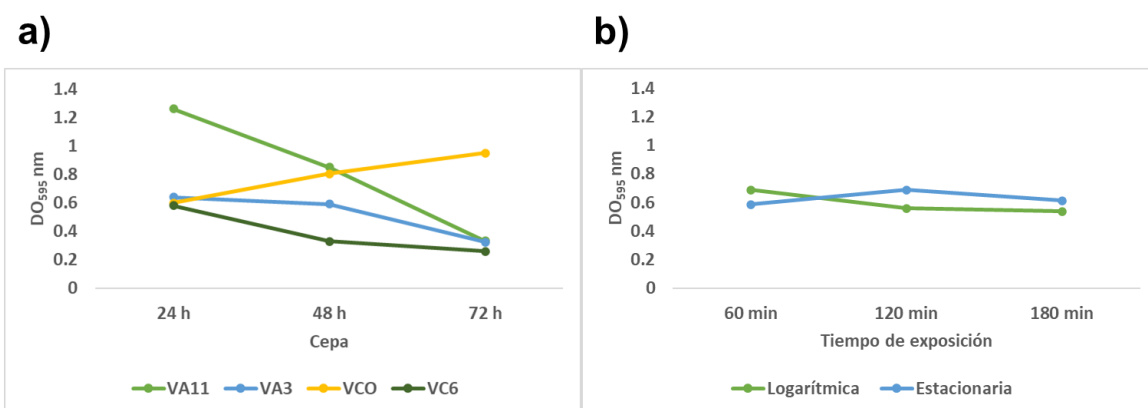 a)
1.4
1.2
1
0.8
0.6
0.4
0.2
0
DO595 nm
24 h 48 h 72 h
Cepa
VA11 VA3 VCO VC6
b)
1.4
1.2
1
0.8
0.6
0.4
0.2
0
DO595 nm
60 min 120 min 180 min
Tiempo de exposición
Logarítmica Estacionaria